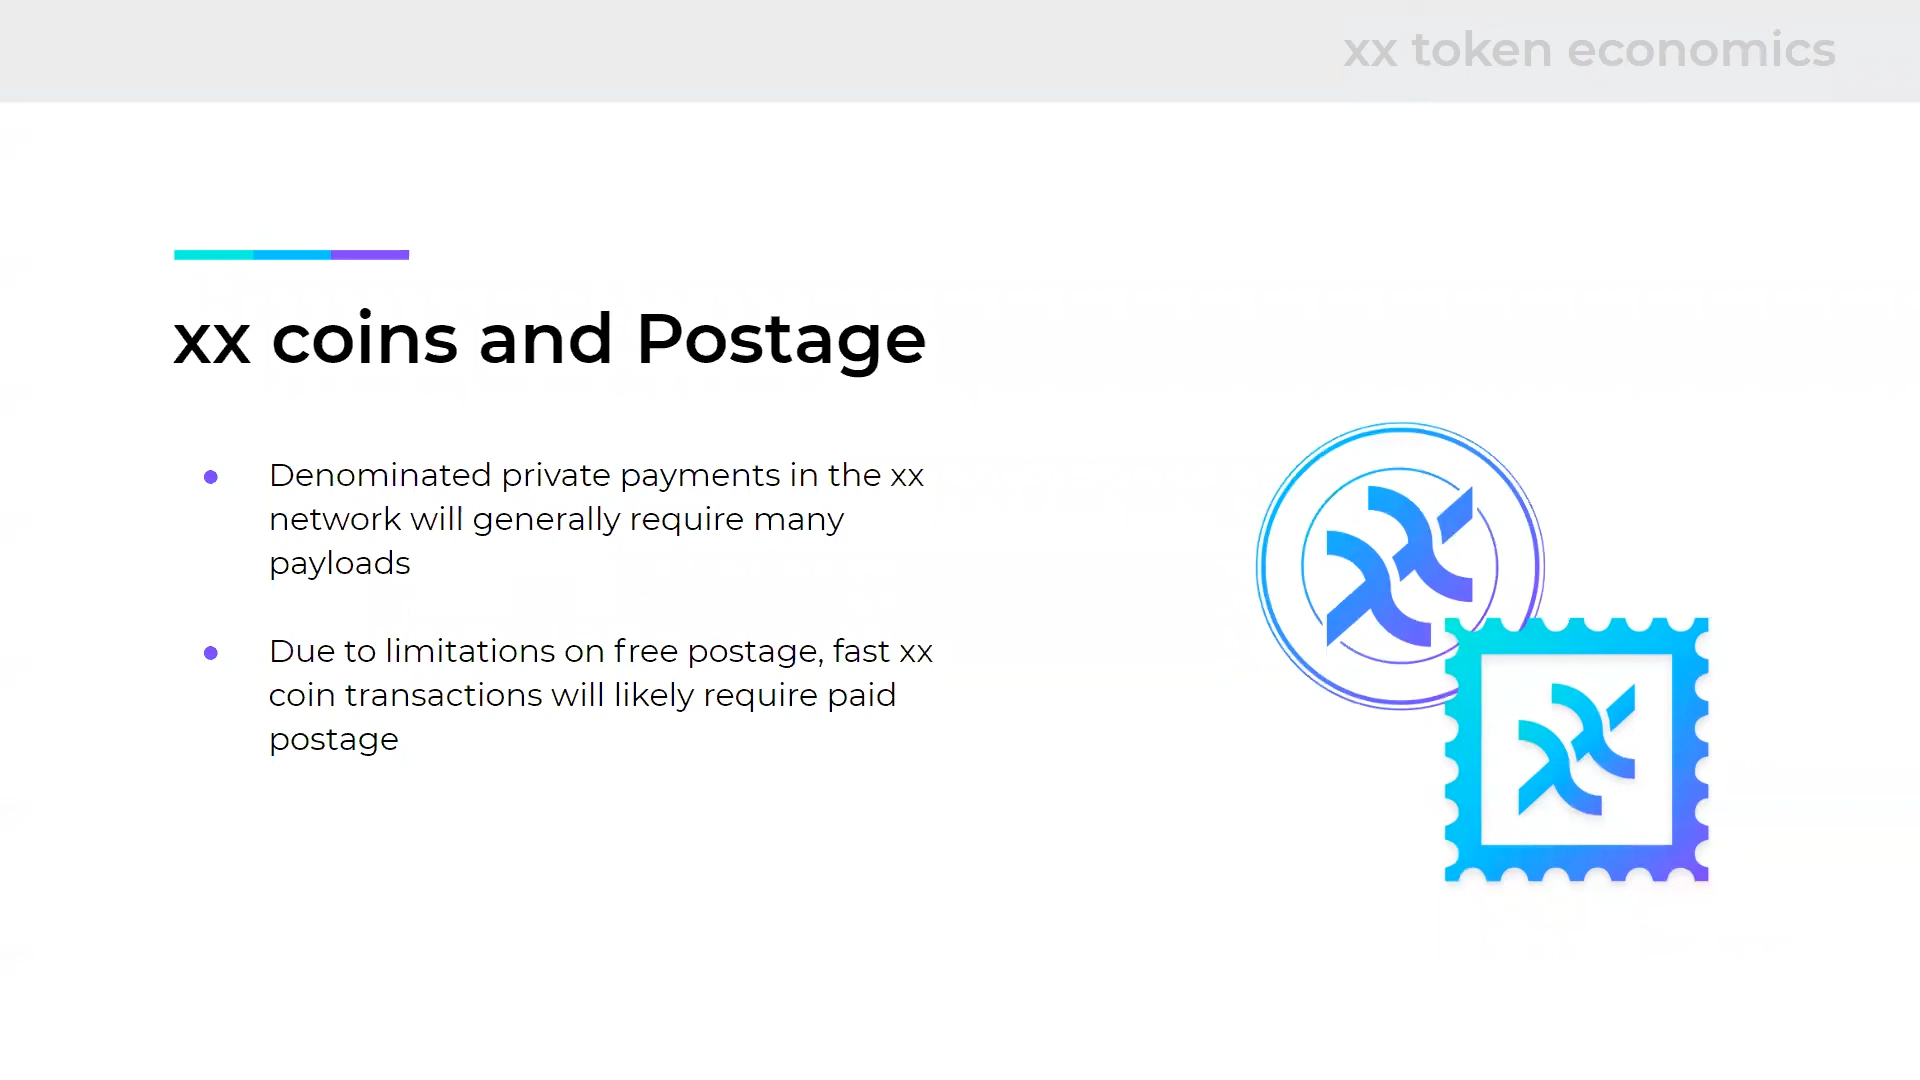 xx token economics
xx coins and Postage
Denominated private payments in the xx
network will generally require many
payloads
Due to limitations on free postage, fast xx
coin transactions will likely require paid
postage